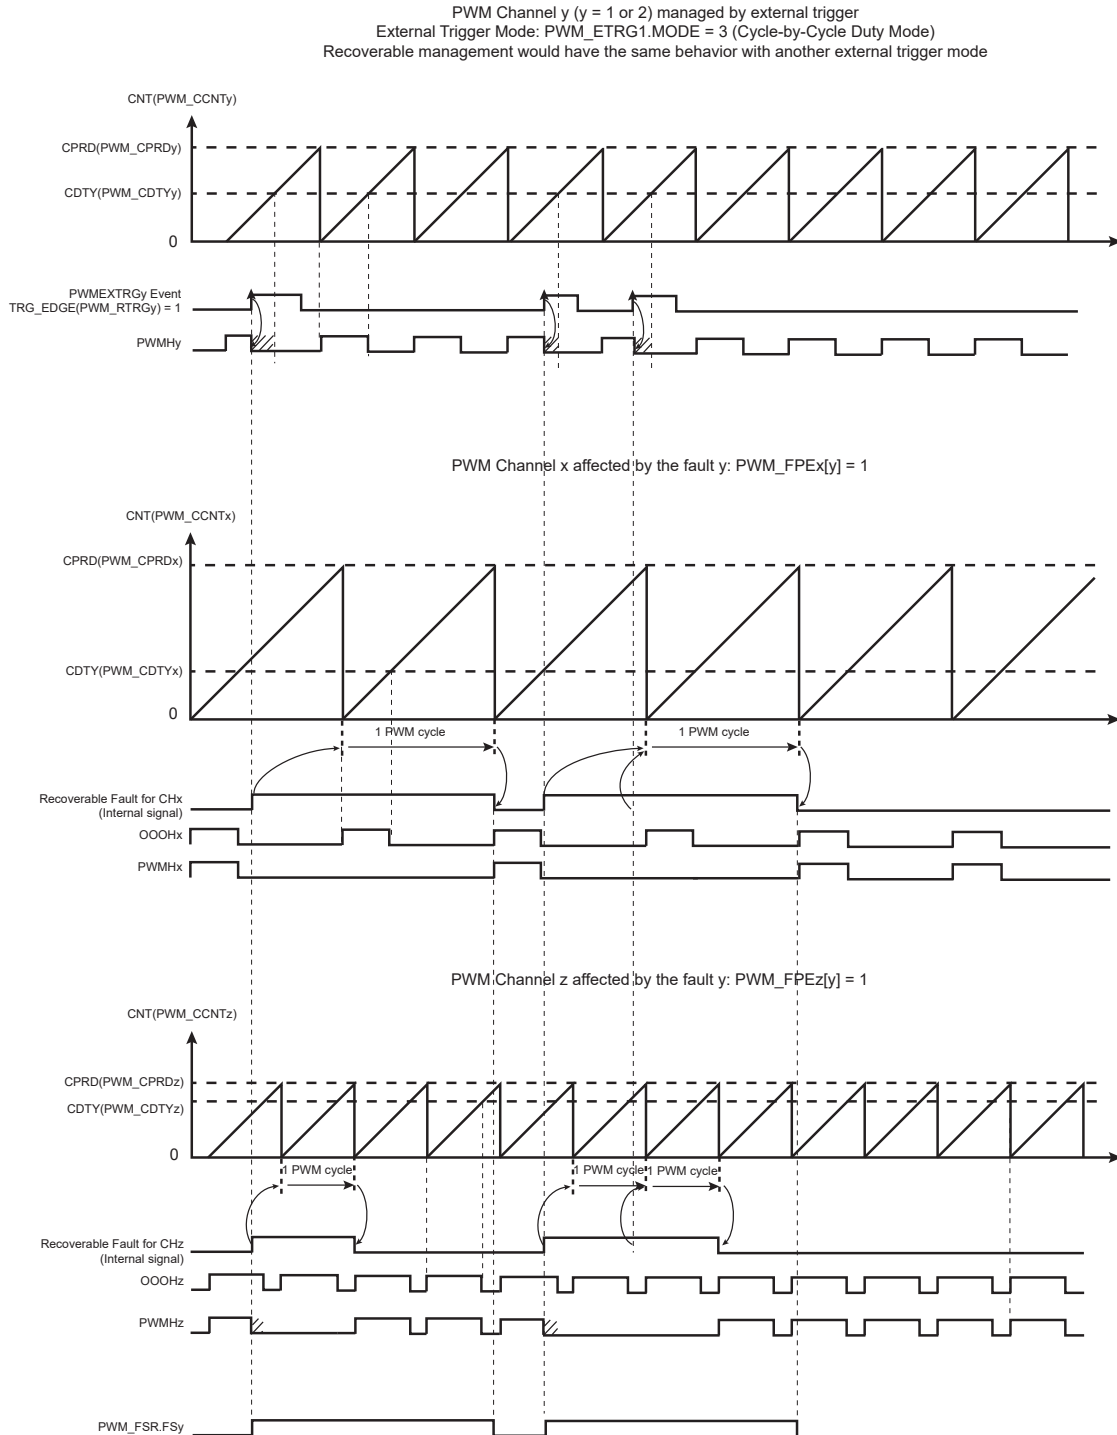 PWM Channel y (y = 1 or 2) managed by external trigger
External Trigger Mode: PWM_ETRG1.MODE = 3 (Cycle-by-Cycle Duty Mode)
Recoverable management would have the same behavior with another external trigger mode
CNT(PWM_CCNTy)
CPRD(PWM_CPRDy)
CDTY(PWM_CDTYy)
0
PWMEXTRGy Event
TRG_EDGE(PWM_RTRGy) = 1
PWMHy
PWM Channel x affected by the fault y: PWM_FPEx[y] = 1
CNT(PWM_CCNTx)
CPRD(PWM_CPRDx)
CDTY(PWM_CDTYx)
0
1 PWM cycle
1 PWM cycle
Recoverable Fault for CHx
(Internal signal)
OOOHx
PWMHx
PWM Channel z affected by the fault y: PWM_FPEz[y] = 1
CNT(PWM_CCNTz)
CPRD(PWM_CPRDz)
CDTY(PWM_CDTYz)
0
1 PWM cycle
1 PWM cycle
1 PWM cycle
Recoverable Fault for CHz
(Internal signal)
OOOHz
PWMHz
PWM_FSR.FSy